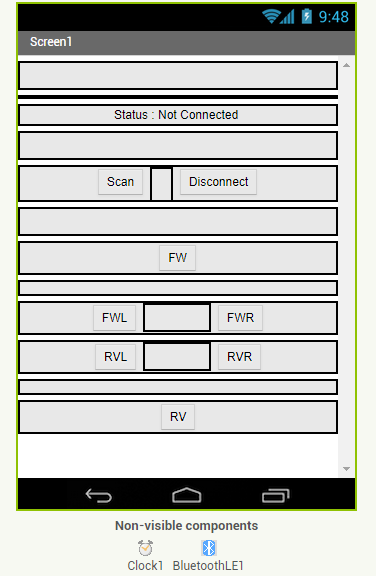 9:48
Screen1
Status : Not Connected
Scan Disconnect
FW
FWL FWR
RVL RVR
RV
Non-visible components
Clock1 BluetoothLE1